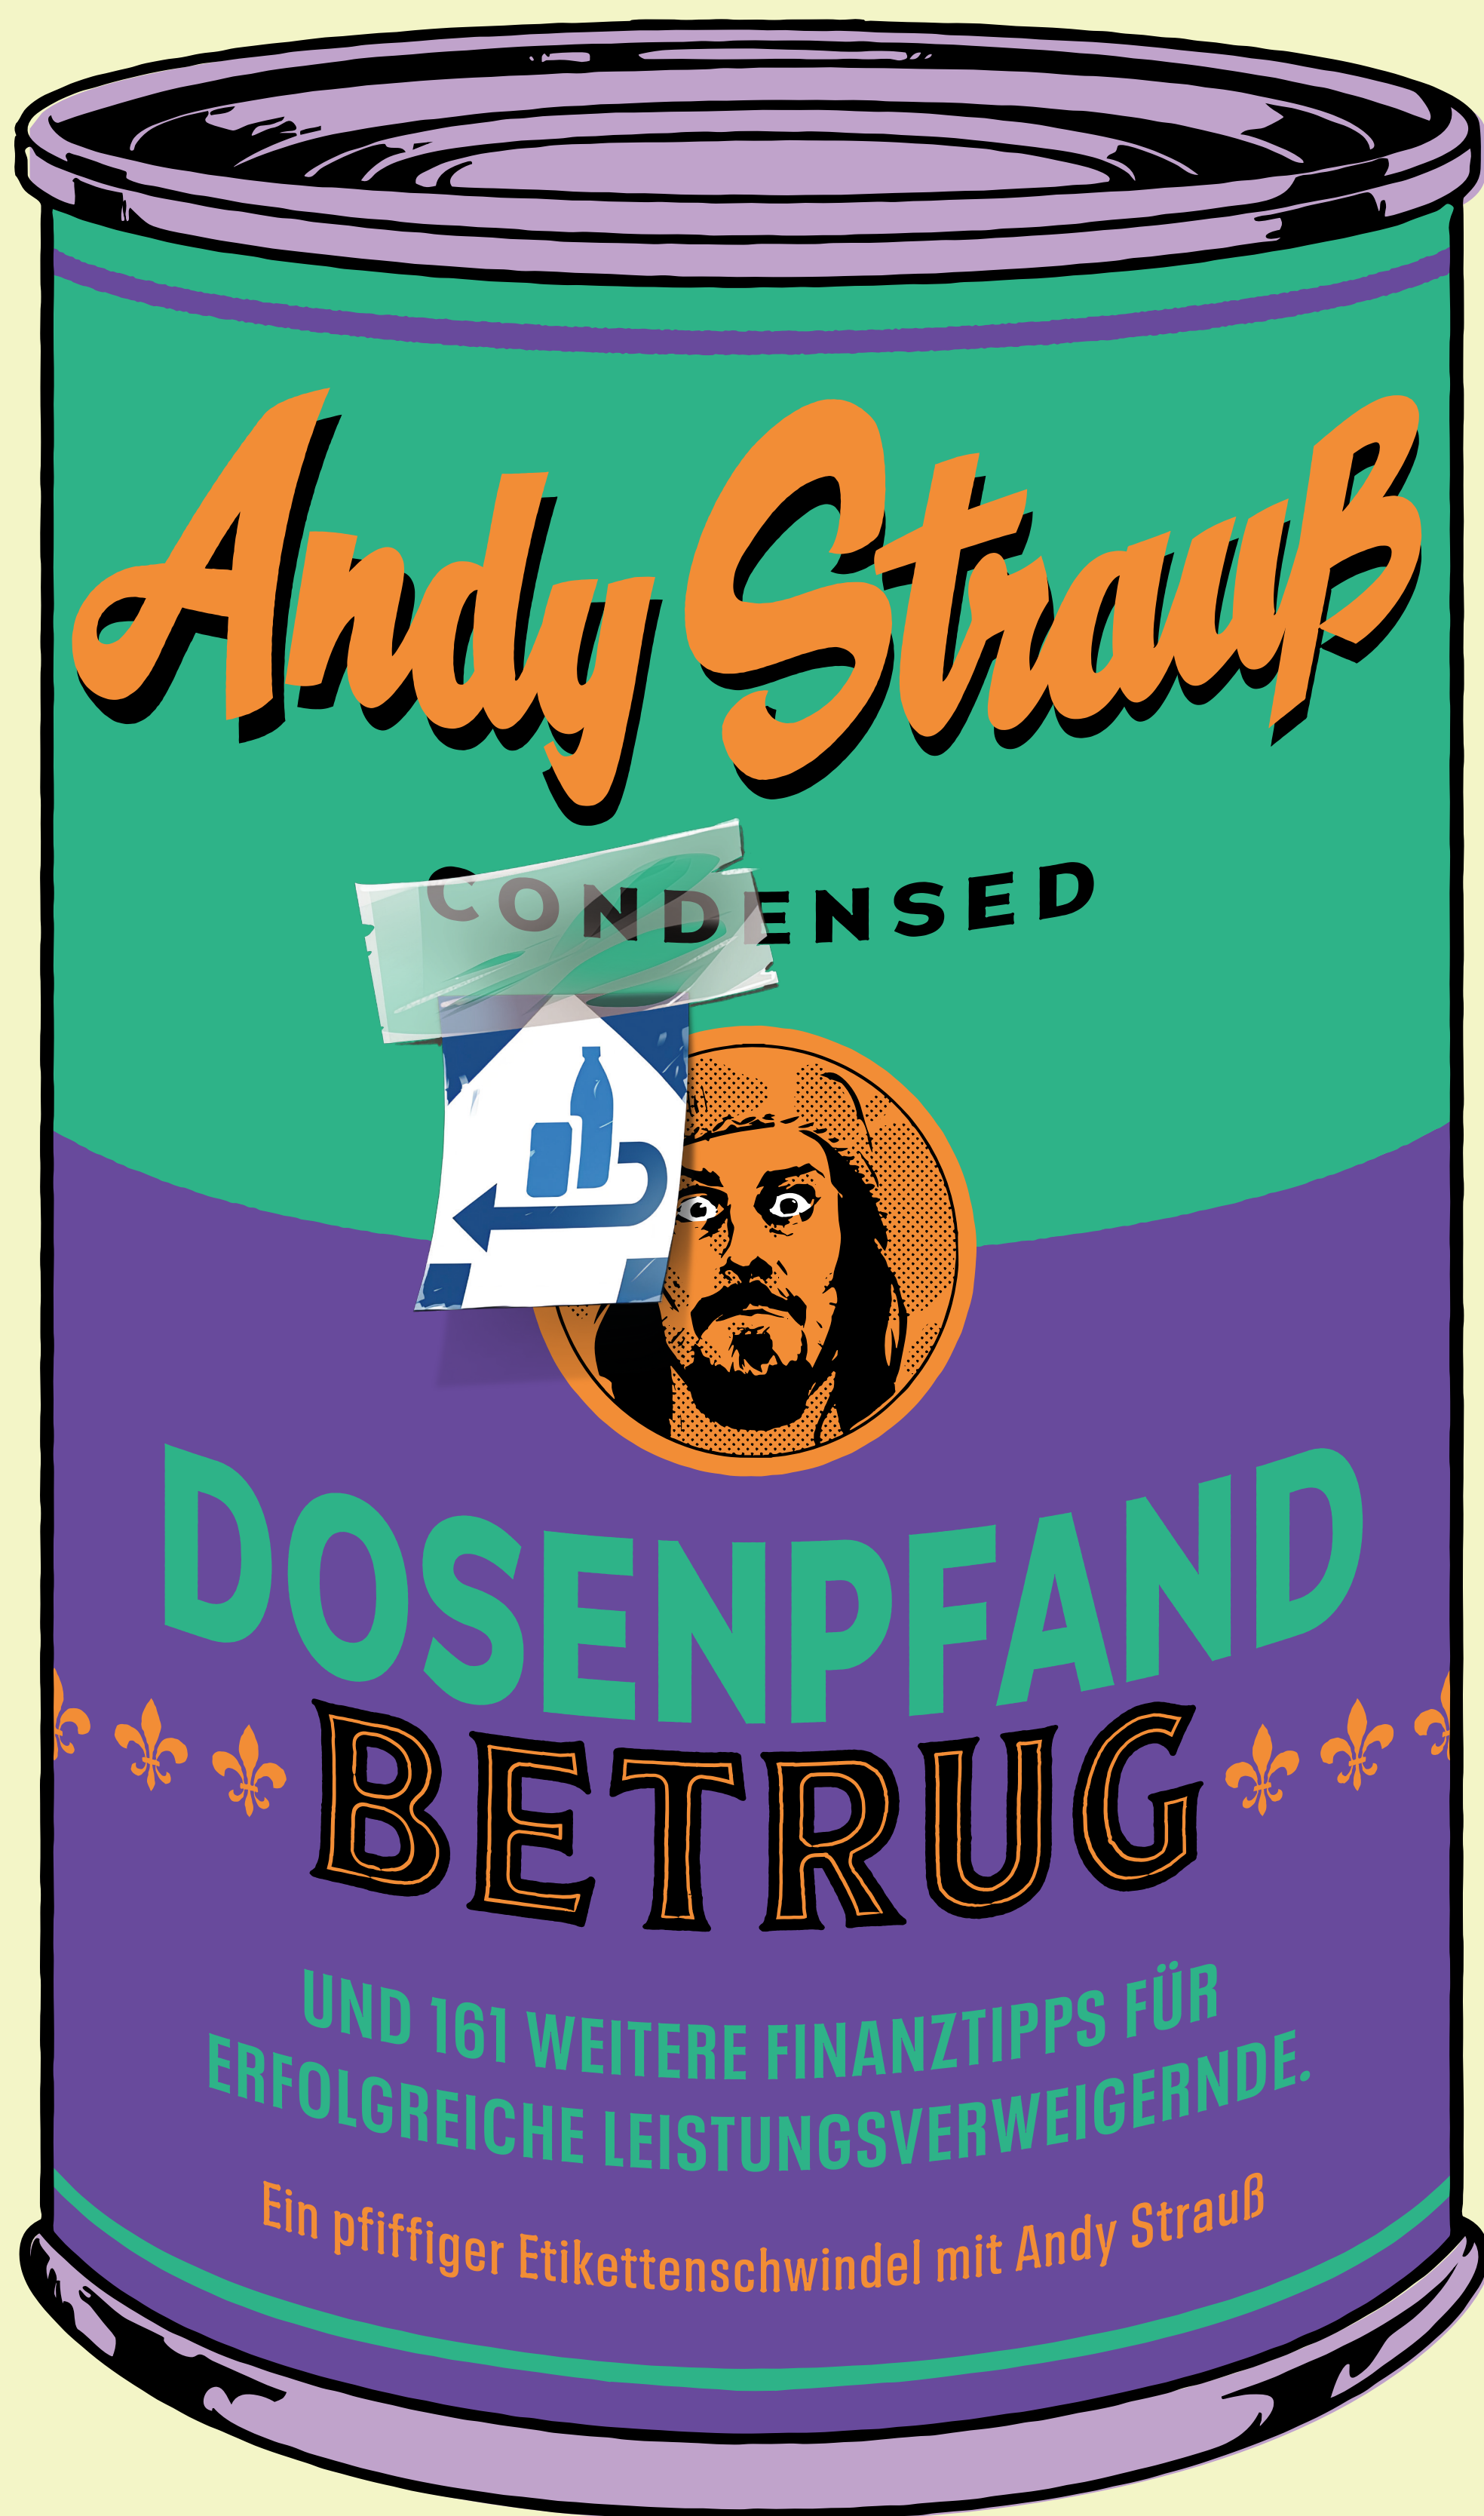 Andy Strauß
CONDENSED
DOSENPFAND
BETRUG
UND 161 WEITERE FINANZTIPPS FÜR
ERFOLGREICHE LEISTUNGSVERWEIGERNDE.
Ein pfiffiger Etikettenschwindel mit Andy Strauß